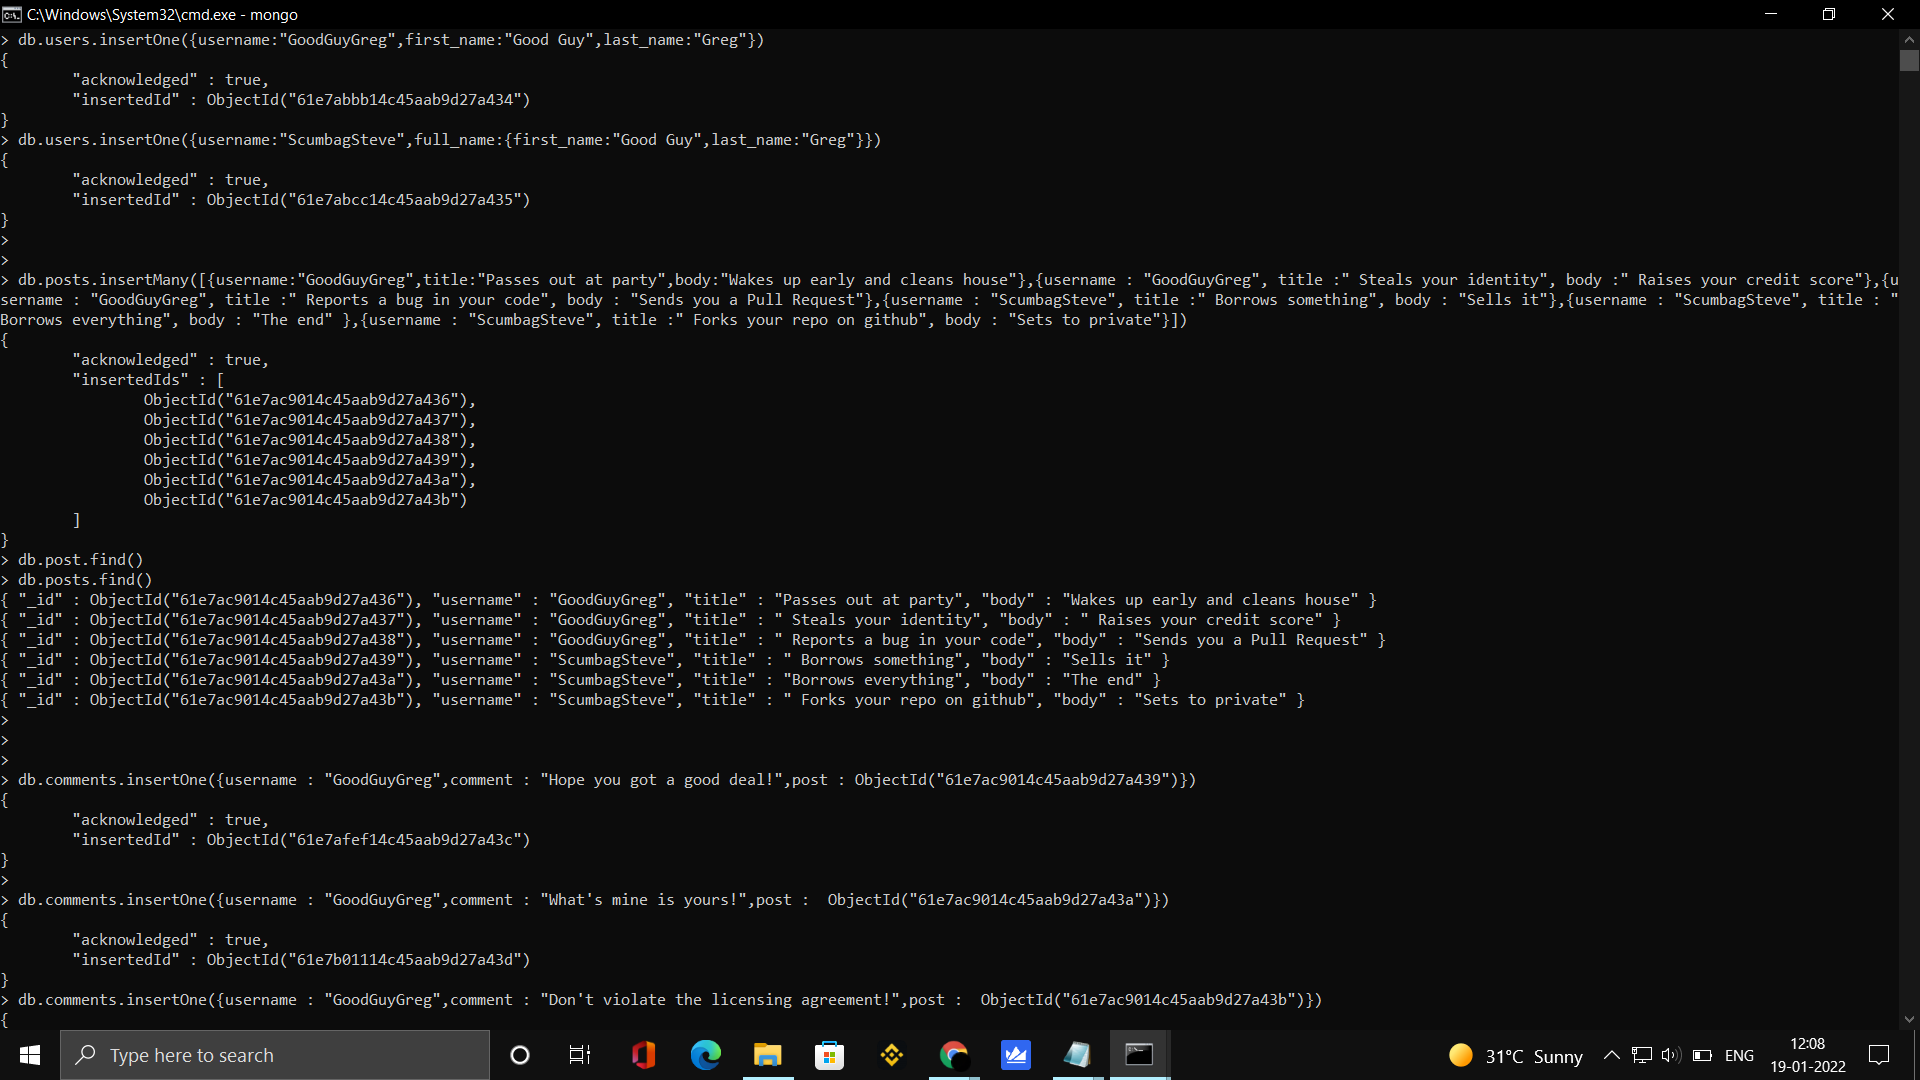 C:\Windows\System32\cmd.exe - mongo
> db.users.insertOne({username:"GoodGuyGreg",first_name:"Good Guy",last_name:"Greg"})
{
        "acknowledged" : true,
        "insertedId" : ObjectId("61e7abbb14c45aab9d27a434")
}
> db.users.insertOne({username:"ScumbagSteve",full_name:{first_name:"Good Guy",last_name:"Greg"}})
{
        "acknowledged" : true,
        "insertedId" : ObjectId("61e7abcc14c45aab9d27a435")
}
>
>
> db.posts.insertMany([{username:"GoodGuyGreg",title:"Passes out at party",body:"Wakes up early and cleans house"},{username : "GoodGuyGreg", title :" Steals your identity", body :" Raises your credit score"},{u
sername : "GoodGuyGreg", title :" Reports a bug in your code", body : "Sends you a Pull Request"},{username : "ScumbagSteve", title :" Borrows something", body : "Sells it"},{username : "ScumbagSteve", title : "
Borrows everything", body : "The end" },{username : "ScumbagSteve", title :" Forks your repo on github", body : "Sets to private"}])
{
        "acknowledged" : true,
        "insertedIds" : [
                ObjectId("61e7ac9014c45aab9d27a436"),
                ObjectId("61e7ac9014c45aab9d27a437"),
                ObjectId("61e7ac9014c45aab9d27a438"),
                ObjectId("61e7ac9014c45aab9d27a439"),
                ObjectId("61e7ac9014c45aab9d27a43a"),
                ObjectId("61e7ac9014c45aab9d27a43b")
        ]
}
> db.post.find()
> db.posts.find()
{ "_id" : ObjectId("61e7ac9014c45aab9d27a436"), "username" : "GoodGuyGreg", "title" : "Passes out at party", "body" : "Wakes up early and cleans house" }
{ "_id" : ObjectId("61e7ac9014c45aab9d27a437"), "username" : "GoodGuyGreg", "title" : " Steals your identity", "body" : " Raises your credit score" }
{ "_id" : ObjectId("61e7ac9014c45aab9d27a438"), "username" : "GoodGuyGreg", "title" : " Reports a bug in your code", "body" : "Sends you a Pull Request" }
{ "_id" : ObjectId("61e7ac9014c45aab9d27a439"), "username" : "ScumbagSteve", "title" : " Borrows something", "body" : "Sells it" }
{ "_id" : ObjectId("61e7ac9014c45aab9d27a43a"), "username" : "ScumbagSteve", "title" : "Borrows everything", "body" : "The end" }
{ "_id" : ObjectId("61e7ac9014c45aab9d27a43b"), "username" : "ScumbagSteve", "title" : " Forks your repo on github", "body" : "Sets to private" }
>
>
>
> db.comments.insertOne({username : "GoodGuyGreg",comment : "Hope you got a good deal!",post : ObjectId("61e7ac9014c45aab9d27a439")})
{
        "acknowledged" : true,
        "insertedId" : ObjectId("61e7afef14c45aab9d27a43c")
}
>
> db.comments.insertOne({username : "GoodGuyGreg",comment : "What's mine is yours!",post :  ObjectId("61e7ac9014c45aab9d27a43a")})
{
        "acknowledged" : true,
        "insertedId" : ObjectId("61e7b01114c45aab9d27a43d")
}
> db.comments.insertOne({username : "GoodGuyGreg",comment : "Don't violate the licensing agreement!",post :  ObjectId("61e7ac9014c45aab9d27a43b")})
{
Type here to search
31°C Sunny
ENG
12:08
19-01-2022